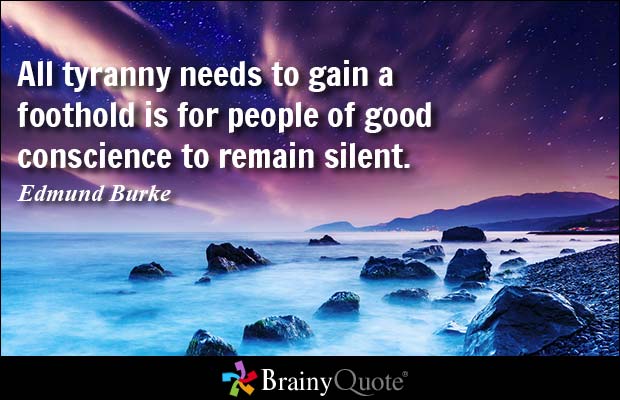 All tyranny needs to gain a
foothold is for people of good
conscience to remain silent.
Edmund Burke
BrainyQuote®